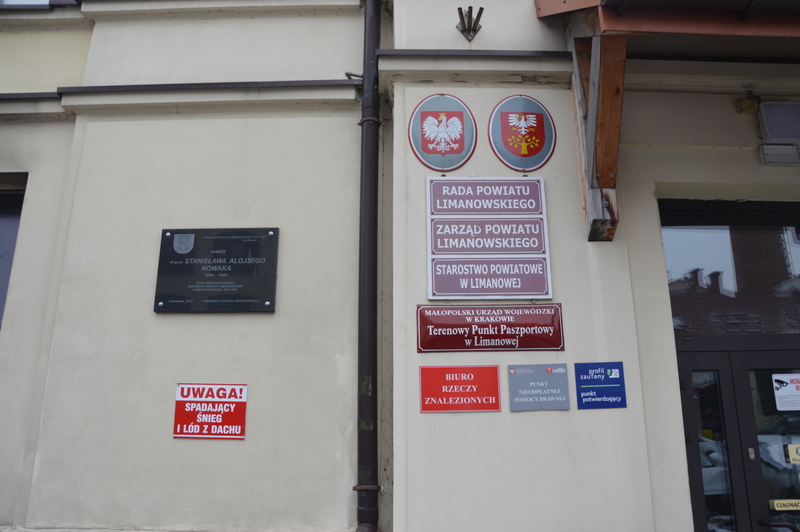 RADA POWIATU
LIMANOWSKIEGO
ZARZĄD POWIATU
LIMANOWSKIEGO
STAROSTWO POWIATOWE
W LIMANOWEJ
MAŁOPOLSKI URZĄD WOJEWÓDZKI
W KRAKOWIE
Terenowy Punkt Paszportowy
w Limanowej
BIURO
RZECZY
ZNALEZIONYCH
PUNKT
NIEODPŁATNEJ
POMOCY PRAWNEJ
profil
zaufany
punkt
potwierdzający
STANISŁAWA ALOJZEGO
NOWAKA
UWAGA!
SPADAJĄCY
ŚNIEG
I LÓD Z DACHU